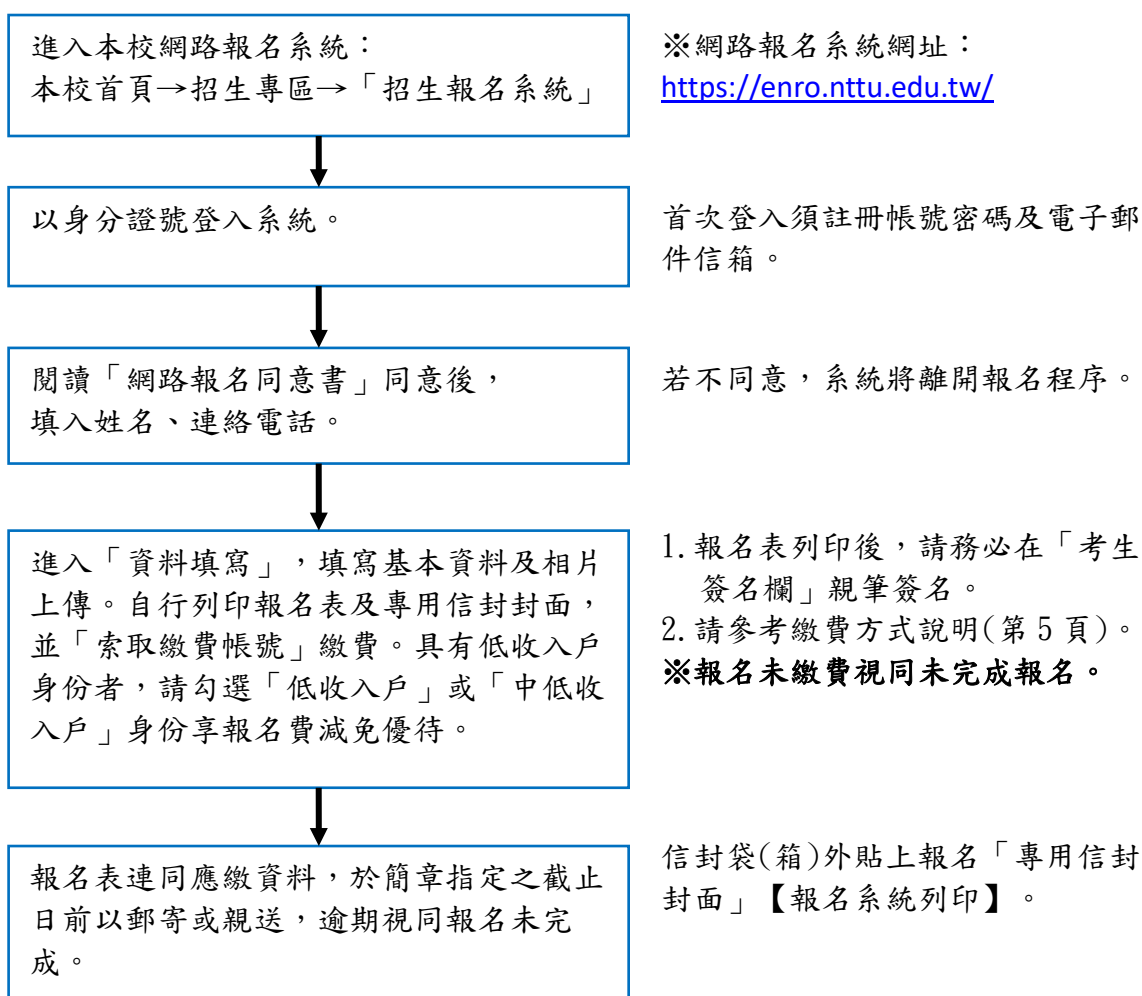 進入本校網路報名系統：
本校首頁→招生專區→「招生報名系統」
※網路報名系統網址：
https://enro.nttu.edu.tw/
以身分證號登入系統。
首次登入須註冊帳號密碼及電子郵
件信箱。
閱讀「網路報名同意書」同意後，
填入姓名、連絡電話。
若不同意，系統將離開報名程序。
進入「資料填寫」，填寫基本資料及相片
上傳。自行列印報名表及專用信封封面，
並「索取繳費帳號」繳費。具有低收入戶
身份者，請勾選「低收入戶」或「中低收
入戶」身份享報名費減免優待。
1.報名表列印後，請務必在「考生
簽名欄」親筆簽名。
2.請參考繳費方式說明(第 5 頁)。
※報名未繳費視同未完成報名。
報名表連同應繳資料，於簡章指定之截止
日前以郵寄或親送，逾期視同報名未完
成。
信封袋(箱)外貼上報名「專用信封
封面」【報名系統列印】。